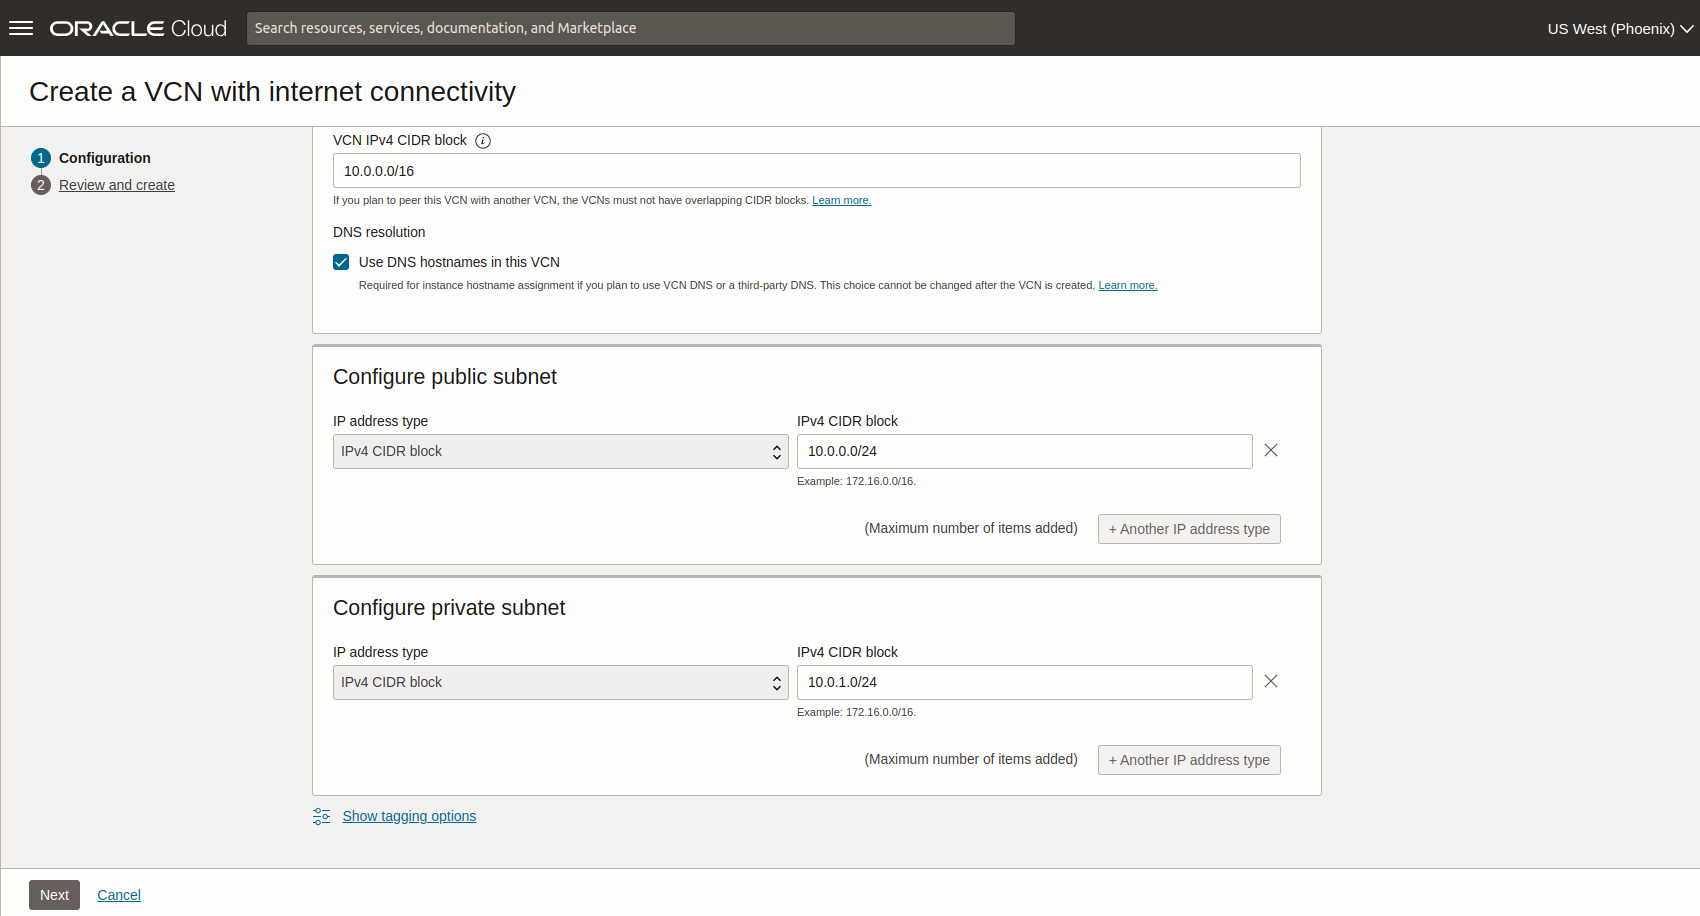 ORACLE Cloud
Search resources, services, documentation, and Marketplace
US West (Phoenix)
Create a VCN with internet connectivity
1 Configuration
2 Review and create
VCN IPv4 CIDR block i
10.0.0.0/16
If you plan to peer this VCN with another VCN, the VCNs must not have overlapping CIDR blocks. Learn more.
DNS resolution
Use DNS hostnames in this VCN
Required for instance hostname assignment if you plan to use VCN DNS or a third-party DNS. This choice cannot be changed after the VCN is created. Learn more.
Configure public subnet
IP address type IPv4 CIDR block
IPv4 CIDR block 10.0.0.0/24
Example: 172.16.0.0/16.
(Maximum number of items added) + Another IP address type
Configure private subnet
IP address type IPv4 CIDR block
IPv4 CIDR block 10.0.1.0/24
Example: 172.16.0.0/16.
(Maximum number of items added) + Another IP address type
Show tagging options
Next Cancel